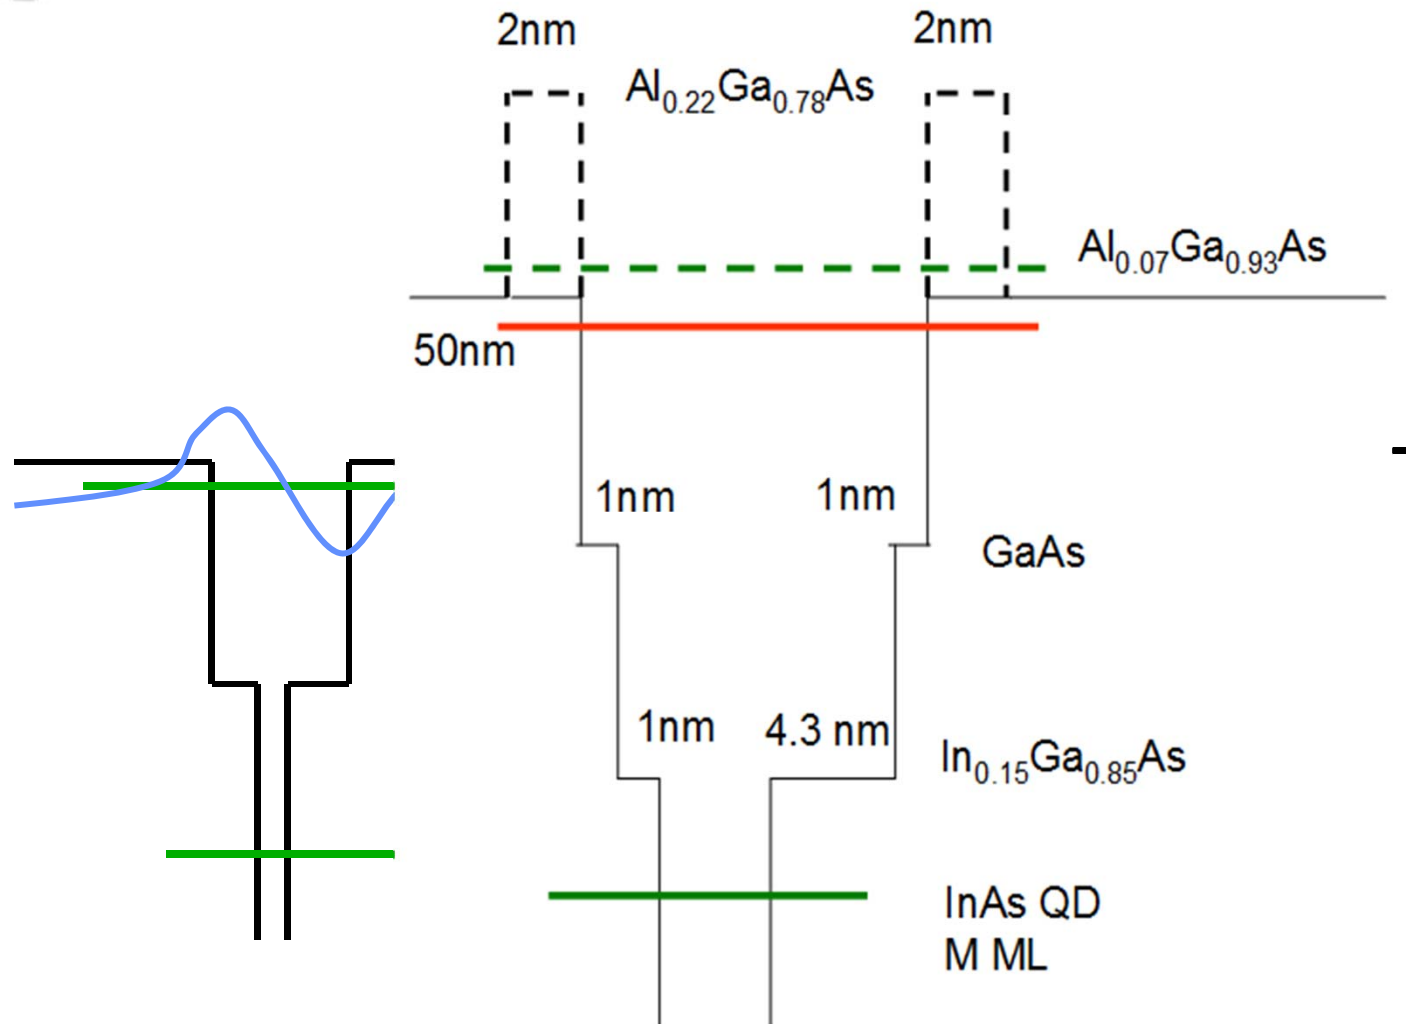 2nm
2nm
Al0.22Ga0.78As
Al0.07Ga0.93As
50nm
1nm
1nm
GaAs
1nm
4.3 nm
In0.15Ga0.85As
InAs QD
M ML